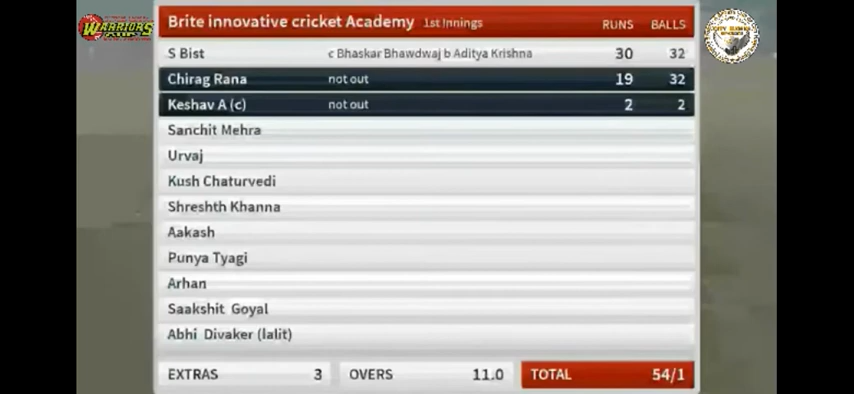 WARRIORS
Brite innovative cricket Academy 1st Innings RUNS BALLS
S Bist c Bhaskar Bhawdwaj b Aditya Krishna 30 32
Chirag Rana not out 19 32
Keshav A (c) not out 2 2
Sanchit Mehra
Urvaj
Kush Chaturvedi
Shreshth Khanna
Aakash
Punya Tyagi
Arhan
Saakshit Goyal
Abhi Divaker (lalit)
EXTRAS 3 OVERS 11.0 TOTAL 54/1